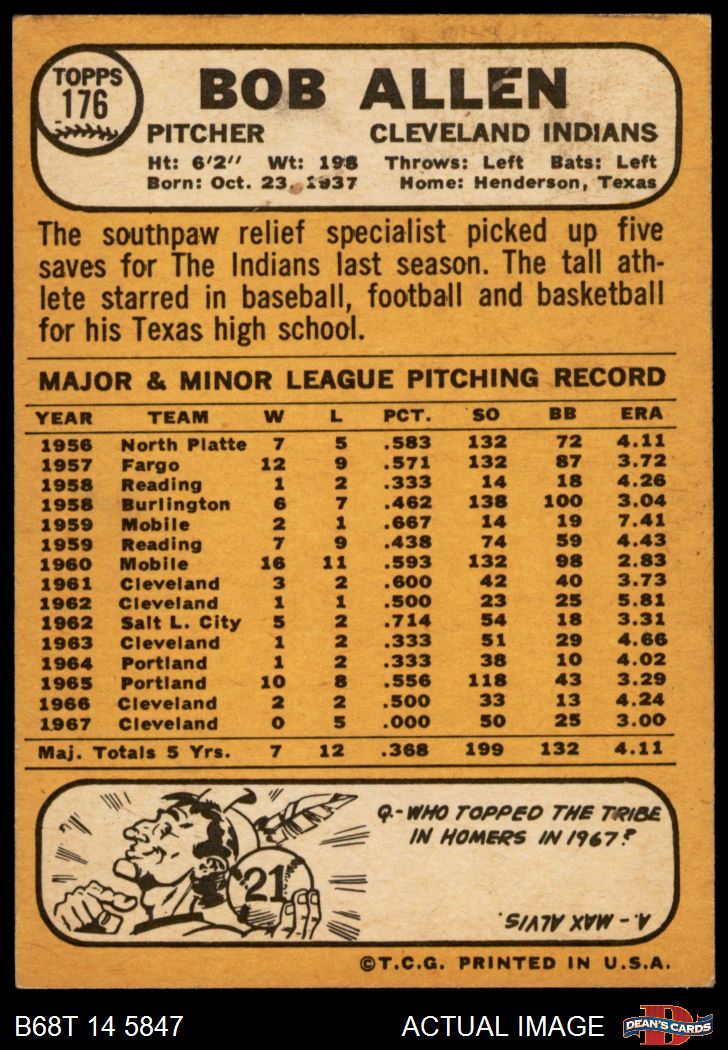 TOPPS
176
BOB ALLEN
PITCHER CLEVELAND INDIANS
Ht: 6'2" Wt: 198 Throws: Left Bats: Left
Born: Oct. 23, 1937 Home: Henderson, Texas
The southpaw relief specialist picked up five
saves for The Indians last season. The tall ath-
lete starred in baseball, football and basketball
for his Texas high school.
MAJOR & MINOR LEAGUE PITCHING RECORD
YEAR TEAM W L PCT. SO BB ERA
1956 North Platte 7 5 .583 132 72 4.11
1957 Fargo 12 9 .571 132 87 3.72
1958 Reading 1 2 .333 14 18 4.26
1958 Burlington 6 7 .462 138 100 3.04
1959 Mobile 2 1 .667 14 19 7.41
1959 Reading 7 9 .438 74 59 4.43
1960 Mobile 16 11 .593 132 98 2.83
1961 Cleveland 3 2 .600 42 40 3.73
1962 Cleveland 1 1 .500 23 25 5.81
1962 Salt L. City 5 2 .714 54 18 3.31
1963 Cleveland 1 2 .333 51 29 4.66
1964 Portland 1 2 .333 38 10 4.02
1965 Portland 10 8 .556 118 43 3.29
1966 Cleveland 2 2 .500 33 13 4.24
1967 Cleveland 0 5 .000 50 25 3.00
Maj. Totals 5 Yrs. 7 12 .368 199 132 4.11
Q.-WHO TOPPED THE TRIBE
IN HOMERS IN 1967?
21
A. MAX ALVIS.
©T.C.G. PRINTED IN U.S.A.
B68T 14 5847 ACTUAL IMAGE
D
DEAN'S CARDS